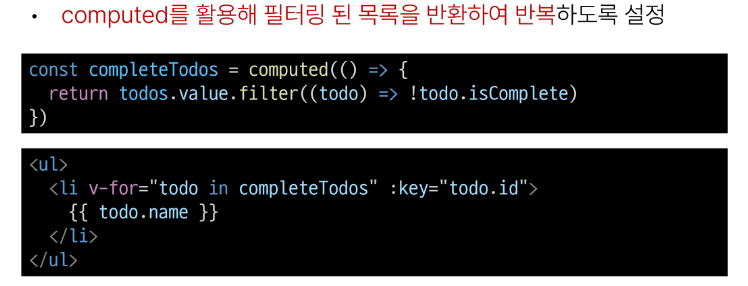 • computed를 활용해 필터링 된 목록을 반환하여 반복하도록 설정
const completeTodos = computed(() => {
  return todos.value.filter((todo) => !todo.isComplete)
})
<ul>
  <li v-for="todo in completeTodos" :key="todo.id">
    {{ todo.name }}
  </li>
</ul>